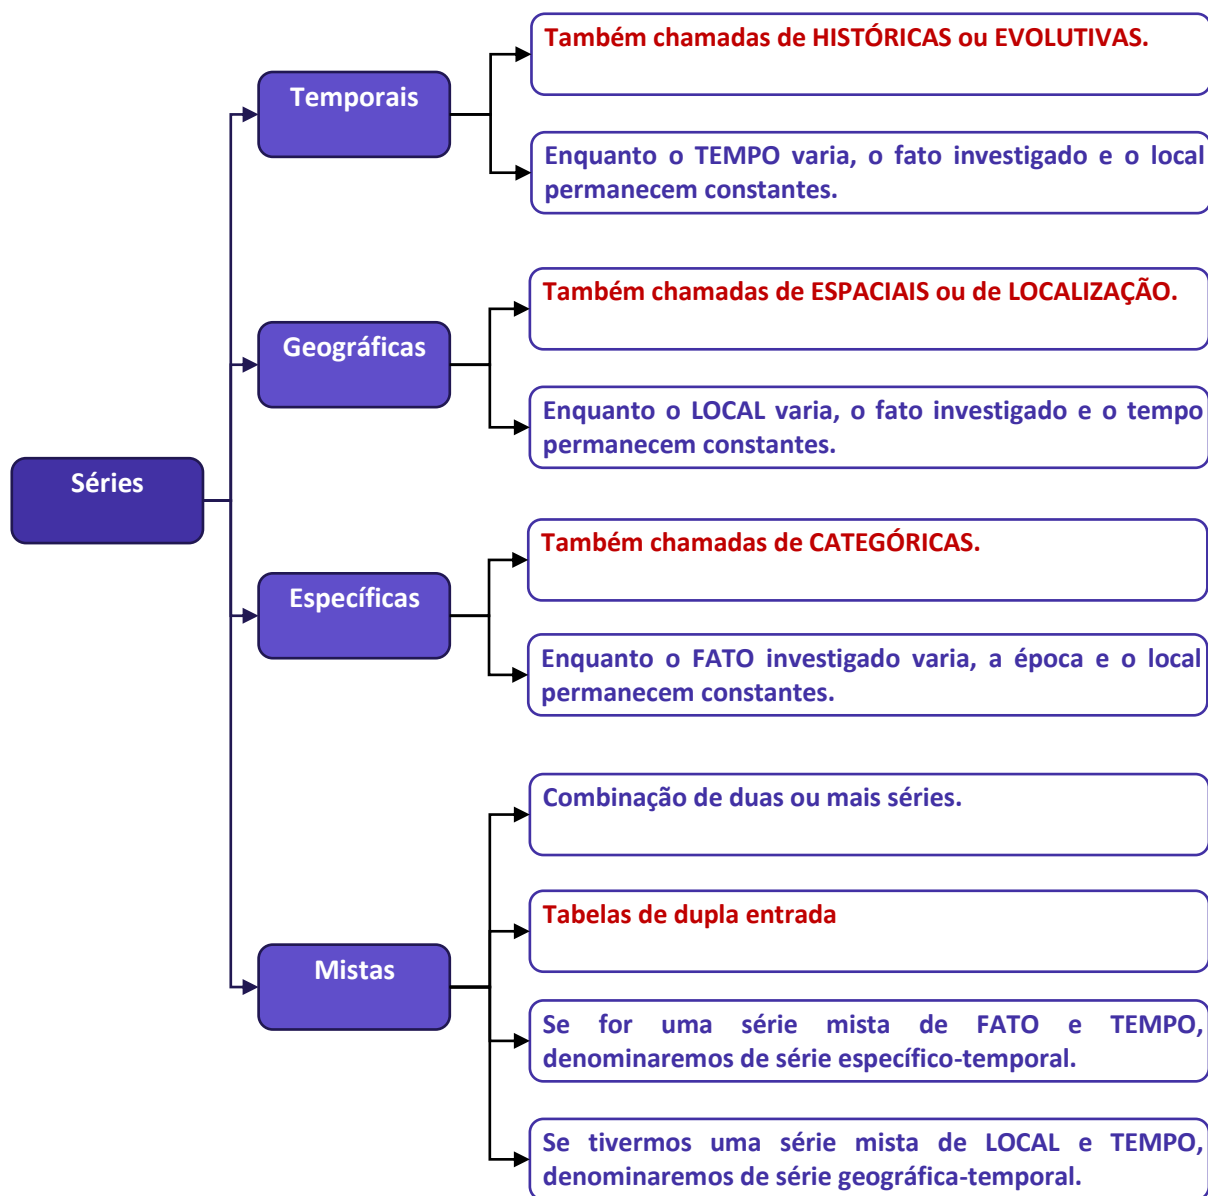 Séries
Temporais
Também chamadas de HISTÓRICAS ou EVOLUTIVAS.
Enquanto o TEMPO varia, o fato investigado e o local
permanecem constantes.
Geográficas
Também chamadas de ESPACIAIS ou de LOCALIZAÇÃO.
Enquanto o LOCAL varia, o fato investigado e o tempo
permanecem constantes.
Específicas
Também chamadas de CATEGÓRICAS.
Enquanto o FATO investigado varia, a época e o local
permanecem constantes.
Mistas
Combinação de duas ou mais séries.
Tabelas de dupla entrada
Se for uma série mista de FATO e TEMPO,
denominaremos de série específico-temporal.
Se tivermos uma série mista de LOCAL e TEMPO,
denominaremos de série geográfica-temporal.